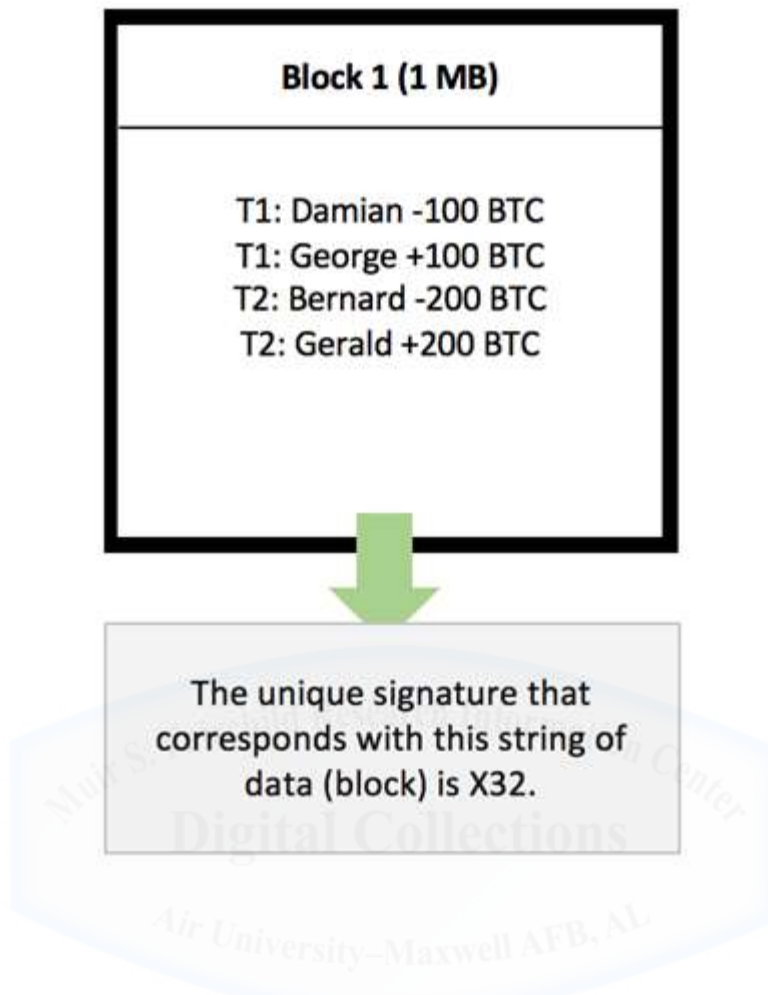 Block 1 (1 MB)
T1: Damian -100 BTC
T1: George +100 BTC
T2: Bernard -200 BTC
T2: Gerald +200 BTC
The unique signature that
corresponds with this string of
data (block) is X32.
Digital Collections
Air University–Maxwell AFB, AL